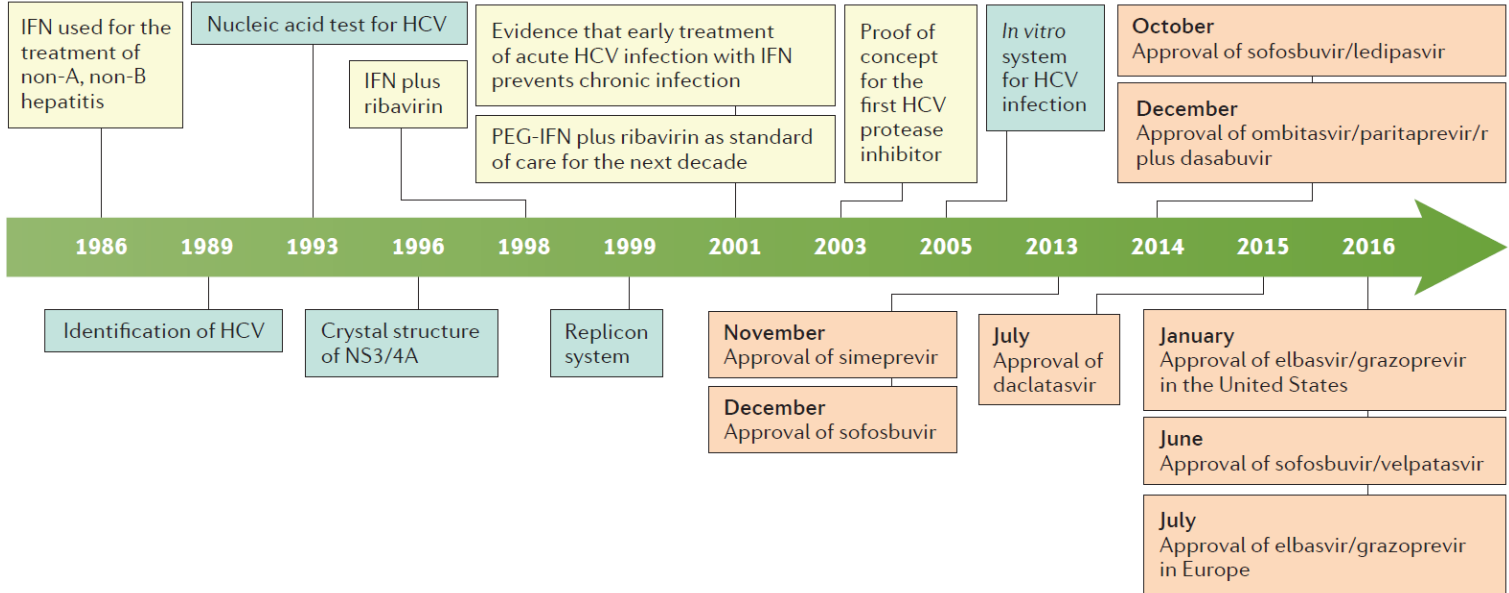 IFN used for the
treatment of
non-A, non-B
hepatitis
Nucleic acid test for HCV
IFN plus
ribavirin
Evidence that early treatment
of acute HCV infection with IFN
prevents chronic infection
PEG-IFN plus ribavirin as standard
of care for the next decade
Proof of
concept
for the
first HCV
protease
inhibitor
In vitro
system
for HCV
infection
October
Approval of sofosbuvir/ledipasvir
December
Approval of ombitasvir/paritaprevir/r
plus dasabuvir
1986 1989 1993 1996 1998 1999 2001 2003 2005 2013 2014 2015 2016
Identification of HCV
Crystal structure
of NS3/4A
Replicon
system
November
Approval of simeprevir
December
Approval of sofosbuvir
July
Approval of
daclatasvir
January
Approval of elbasvir/grazoprevir
in the United States
June
Approval of sofosbuvir/velpatasvir
July
Approval of elbasvir/grazoprevir
in Europe